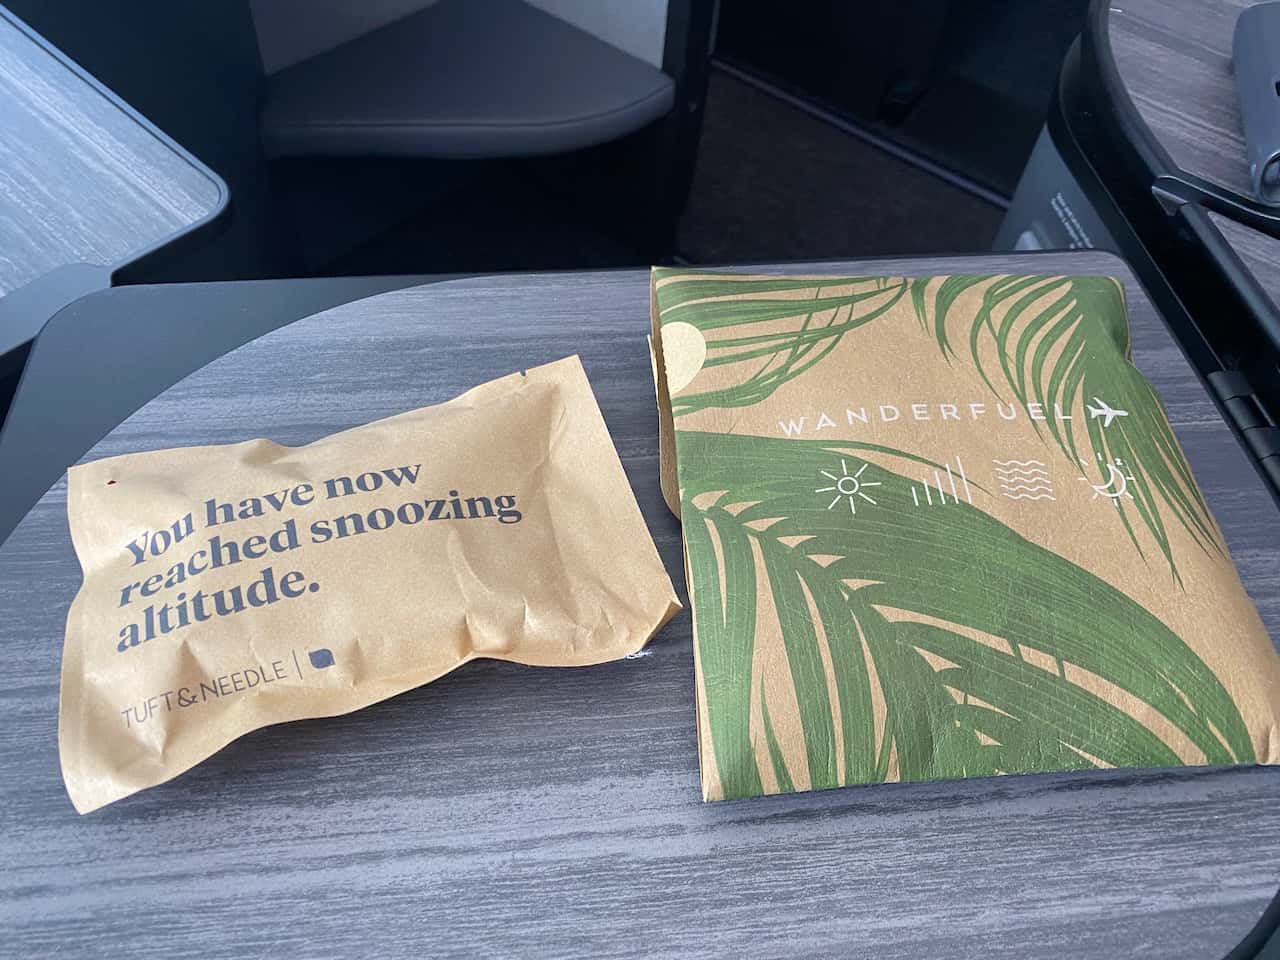 You have now
reached snoozing
altitude.
TUFT&NEEDLE
WANDERFUEL